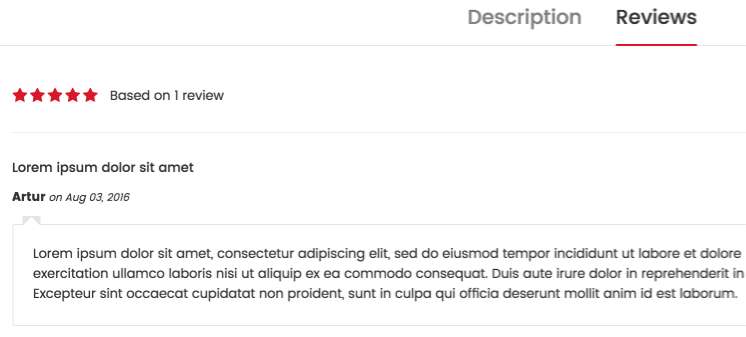 Description Reviews
Based on 1 review
Lorem ipsum dolor sit amet
Artur on Aug 03, 2016
Lorem ipsum dolor sit amet, consectetur adipiscing elit, sed do eiusmod tempor incididunt ut labore et dolore
exercitation ullamco laboris nisi ut aliquip ex ea commodo consequat. Duis aute irure dolor in reprehenderit in
Excepteur sint occaecat cupidatat non proident, sunt in culpa qui officia deserunt mollit anim id est laborum.